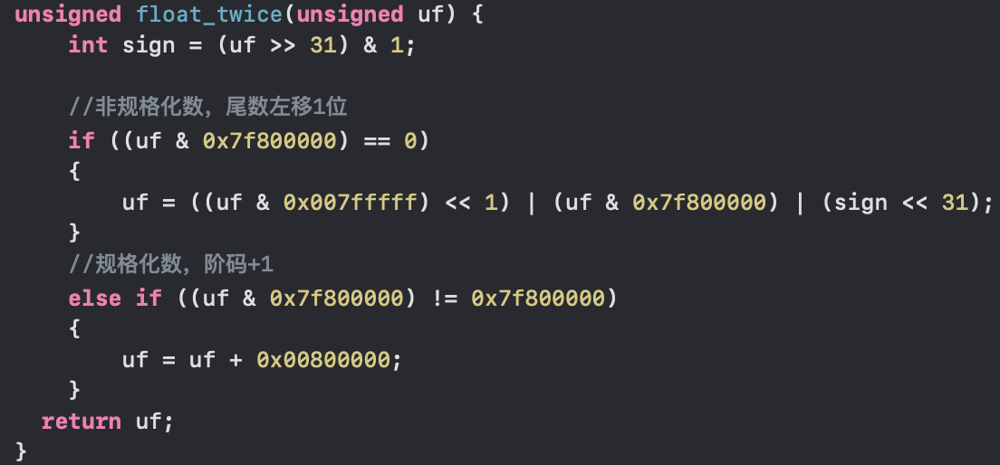 unsigned float_twice(unsigned uf) {
    int sign = (uf >> 31) & 1;
    //非规格化数，尾数左移1位
    if ((uf & 0x7f800000) == 0)
    {
        uf = ((uf & 0x007fffff) << 1) | (uf & 0x7f800000) | (sign << 31);
    }
    //规格化数，阶码+1
    else if ((uf & 0x7f800000) != 0x7f800000)
    {
        uf = uf + 0x00800000;
    }
  return uf;
}